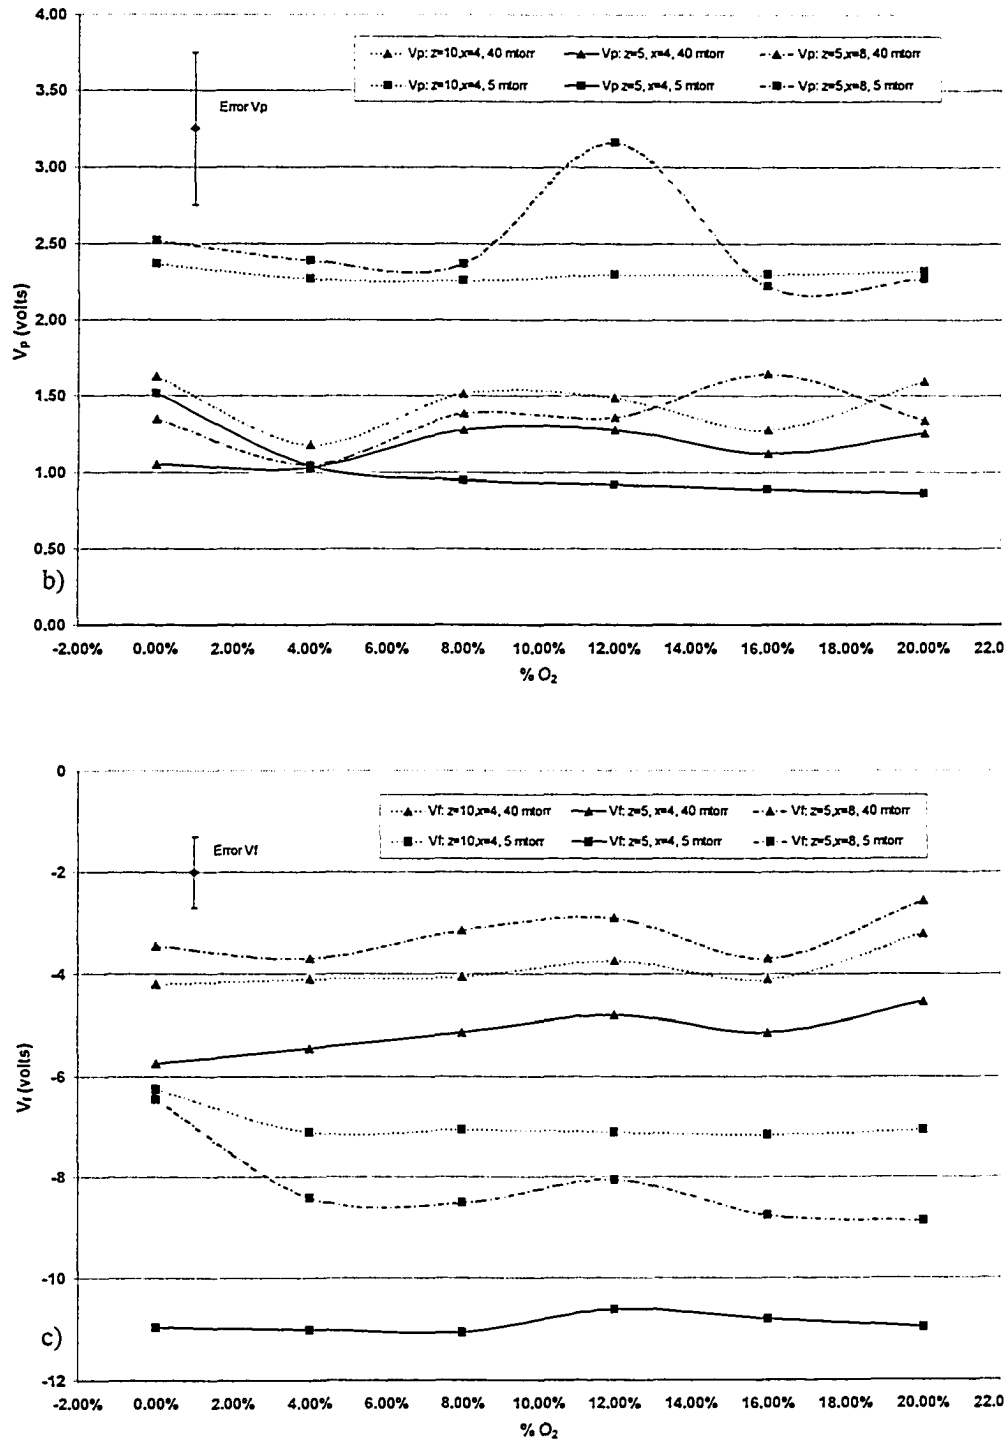 4.00
Vp: z=10,x=4, 40 mtorr Vp: z=5, x=4, 40 mtorr Vp: z=5,x=8, 40 mtorr
Vp: z=10,x=4, 5 mtorr Vp z=5, x=4, 5 mtorr Vp: z=5,x=8, 5 mtorr
3.50
Error Vp
3.00
2.50
2.00
Vp (volts)
1.50
1.00
0.50
b)
0.00
-2.00% 0.00% 2.00% 4.00% 6.00% 8.00% 10.00% 12.00% 14.00% 16.00% 18.00% 20.00% 22.0
% O₂
0
Vf: z=10,x=4, 40 mtorr Vf: z=5, x=4, 40 mtorr Vf: z=5,x=8, 40 mtorr
Vf: z=10,x=4, 5 mtorr Vf: z=5, x=4, 5 mtorr Vf: z=5,x=8, 5 mtorr
Error Vf
-2
-4
Vf (volts)
-6
-8
-10
c)
-12
-2.00% 0.00% 2.00% 4.00% 6.00% 8.00% 10.00% 12.00% 14.00% 16.00% 18.00% 20.00% 22.0
% O₂